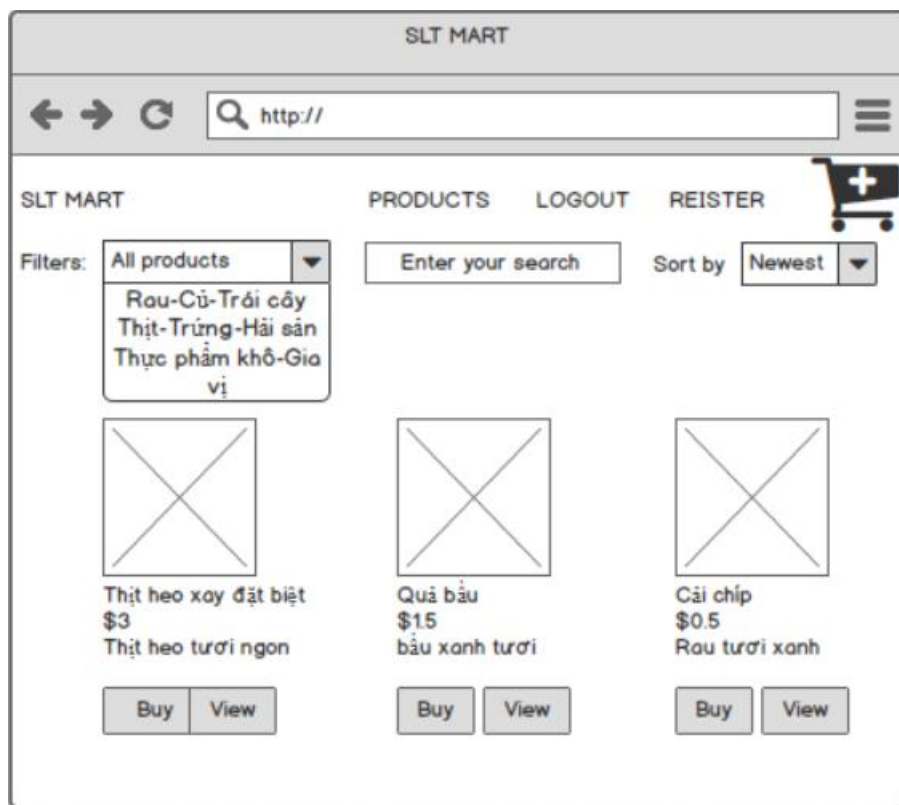 SLT MART
http://
SLT MART PRODUCTS LOGOUT REISTER
Filters: All products Enter your search Sort by Newest
Rau-Củ-Trái cây
Thịt-Trứng-Hải sản
Thực phẩm khô-Gia
vị
Thịt heo xay đặt biệt
$3
Thịt heo tươi ngon
Buy View
Quả bầu
$1.5
bầu xanh tươi
Buy View
Cải chíp
$0.5
Rau tươi xanh
Buy View